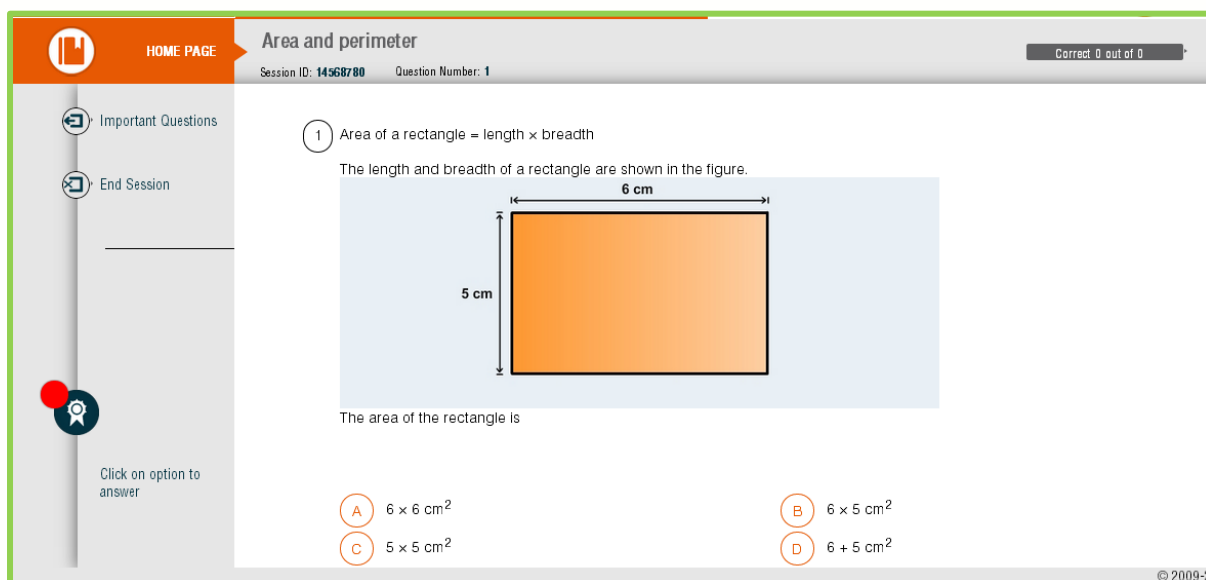 HOME PAGE
Area and perimeter
Session ID: 14568780 Question Number: 1
Correct 0 out of 0
Important Questions
End Session
Click on option to
answer
1 Area of a rectangle = length × breadth
The length and breadth of a rectangle are shown in the figure.
6 cm
5 cm
The area of the rectangle is
A 6 × 6 cm²
B 6 × 5 cm²
C 5 × 5 cm²
D 6 + 5 cm²
© 2009-